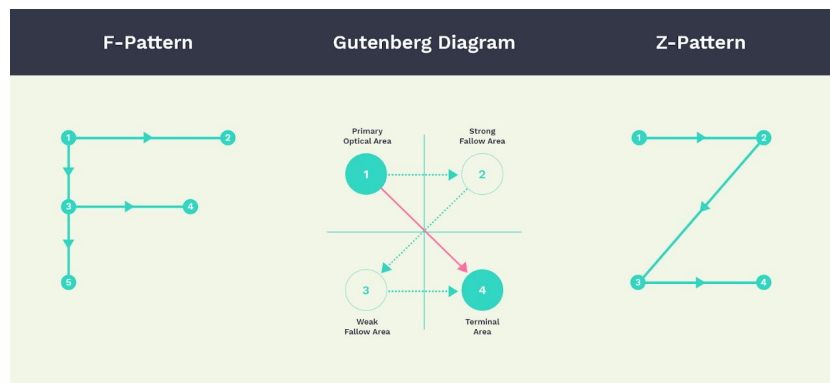 F-Pattern
Gutenberg Diagram
Z-Pattern
1
2
3
4
5
Primary
Optical Area
Strong
Fallow Area
1
2
3
4
Weak
Fallow Area
Terminal
Area
1
2
3
4